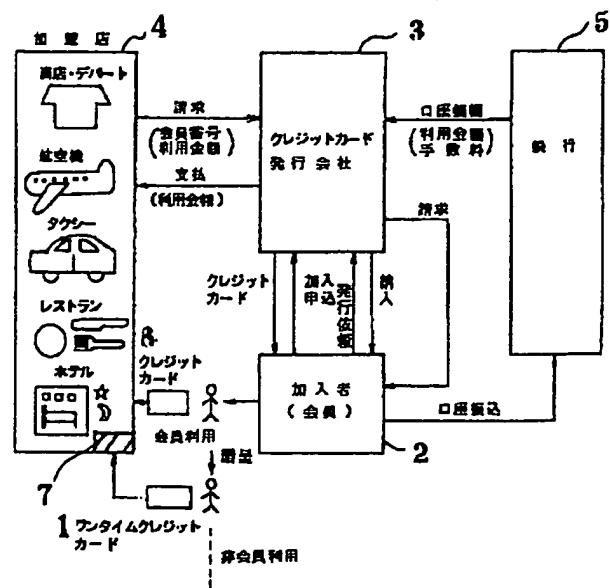 加盟店
4
商店・デパート
航空機
タクシー
レストラン
ホテル
7
請求
(会員番号
利用金額)
支払
(利用金額)
3
クレジットカード
発行会社
口座振替
(利用金額
手数料)
5
銀行
請求
クレジット
カード
加入
申込
発行依頼
納入
加入者
(会員)
2
口座振込
クレジット
カード
会員利用
贈呈
1 ワンタイムクレジット
カード
非会員利用